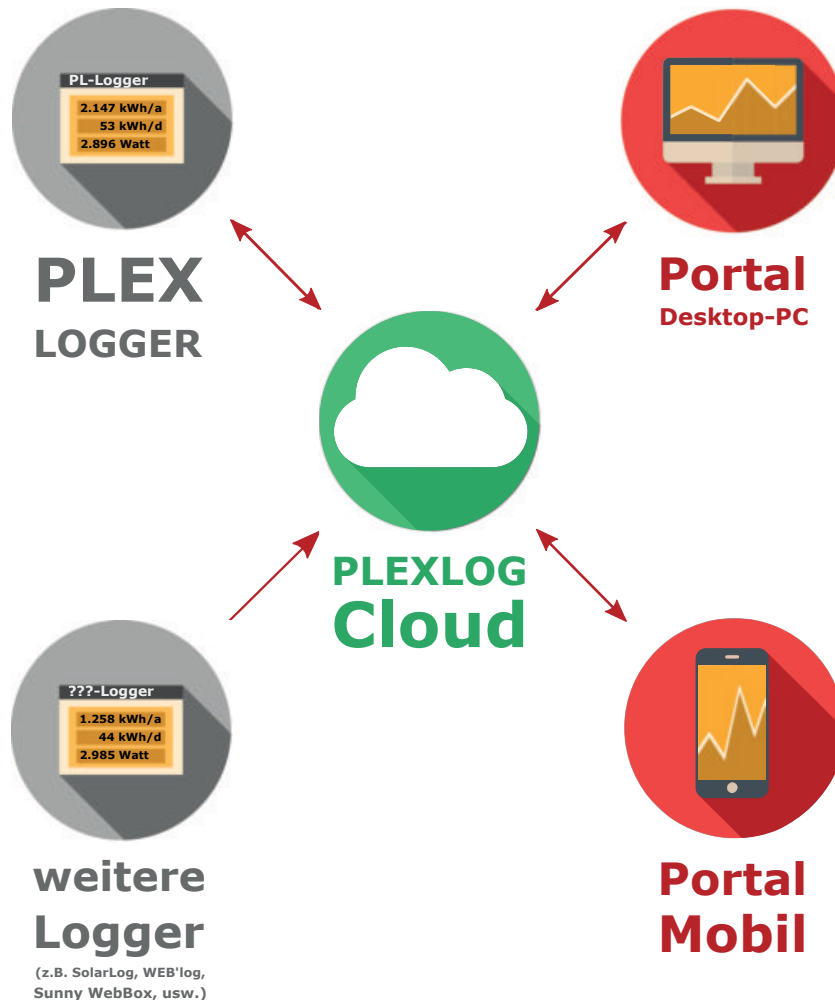 PL-Logger
2.147 kWh/a
53 kWh/d
2.896 Watt
PLEX
LOGGER
Portal
Desktop-PC
PLEXLOG
Cloud
???-Logger
1.258 kWh/a
44 kWh/d
2.985 Watt
weitere
Logger
(z.B. SolarLog, WEB'log,
Sunny WebBox, usw.)
Portal
Mobil